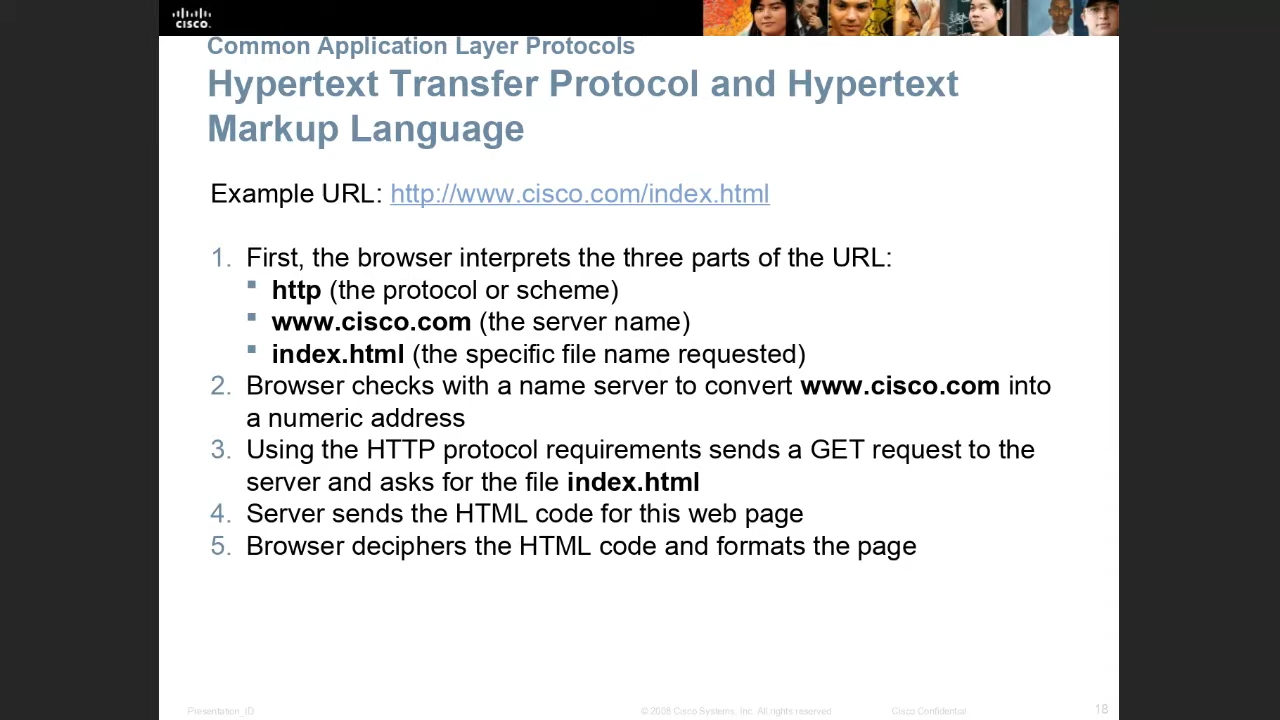 CISCO.
Common Application Layer Protocols
Hypertext Transfer Protocol and Hypertext
Markup Language
Example URL: http://www.cisco.com/index.html
1. First, the browser interprets the three parts of the URL:
▪ http (the protocol or scheme)
▪ www.cisco.com (the server name)
▪ index.html (the specific file name requested)
2. Browser checks with a name server to convert www.cisco.com into
a numeric address
3. Using the HTTP protocol requirements sends a GET request to the
server and asks for the file index.html
4. Server sends the HTML code for this web page
5. Browser deciphers the HTML code and formats the page
Presentation_ID © 2008 Cisco Systems, Inc. All rights reserved Cisco Confidential 18